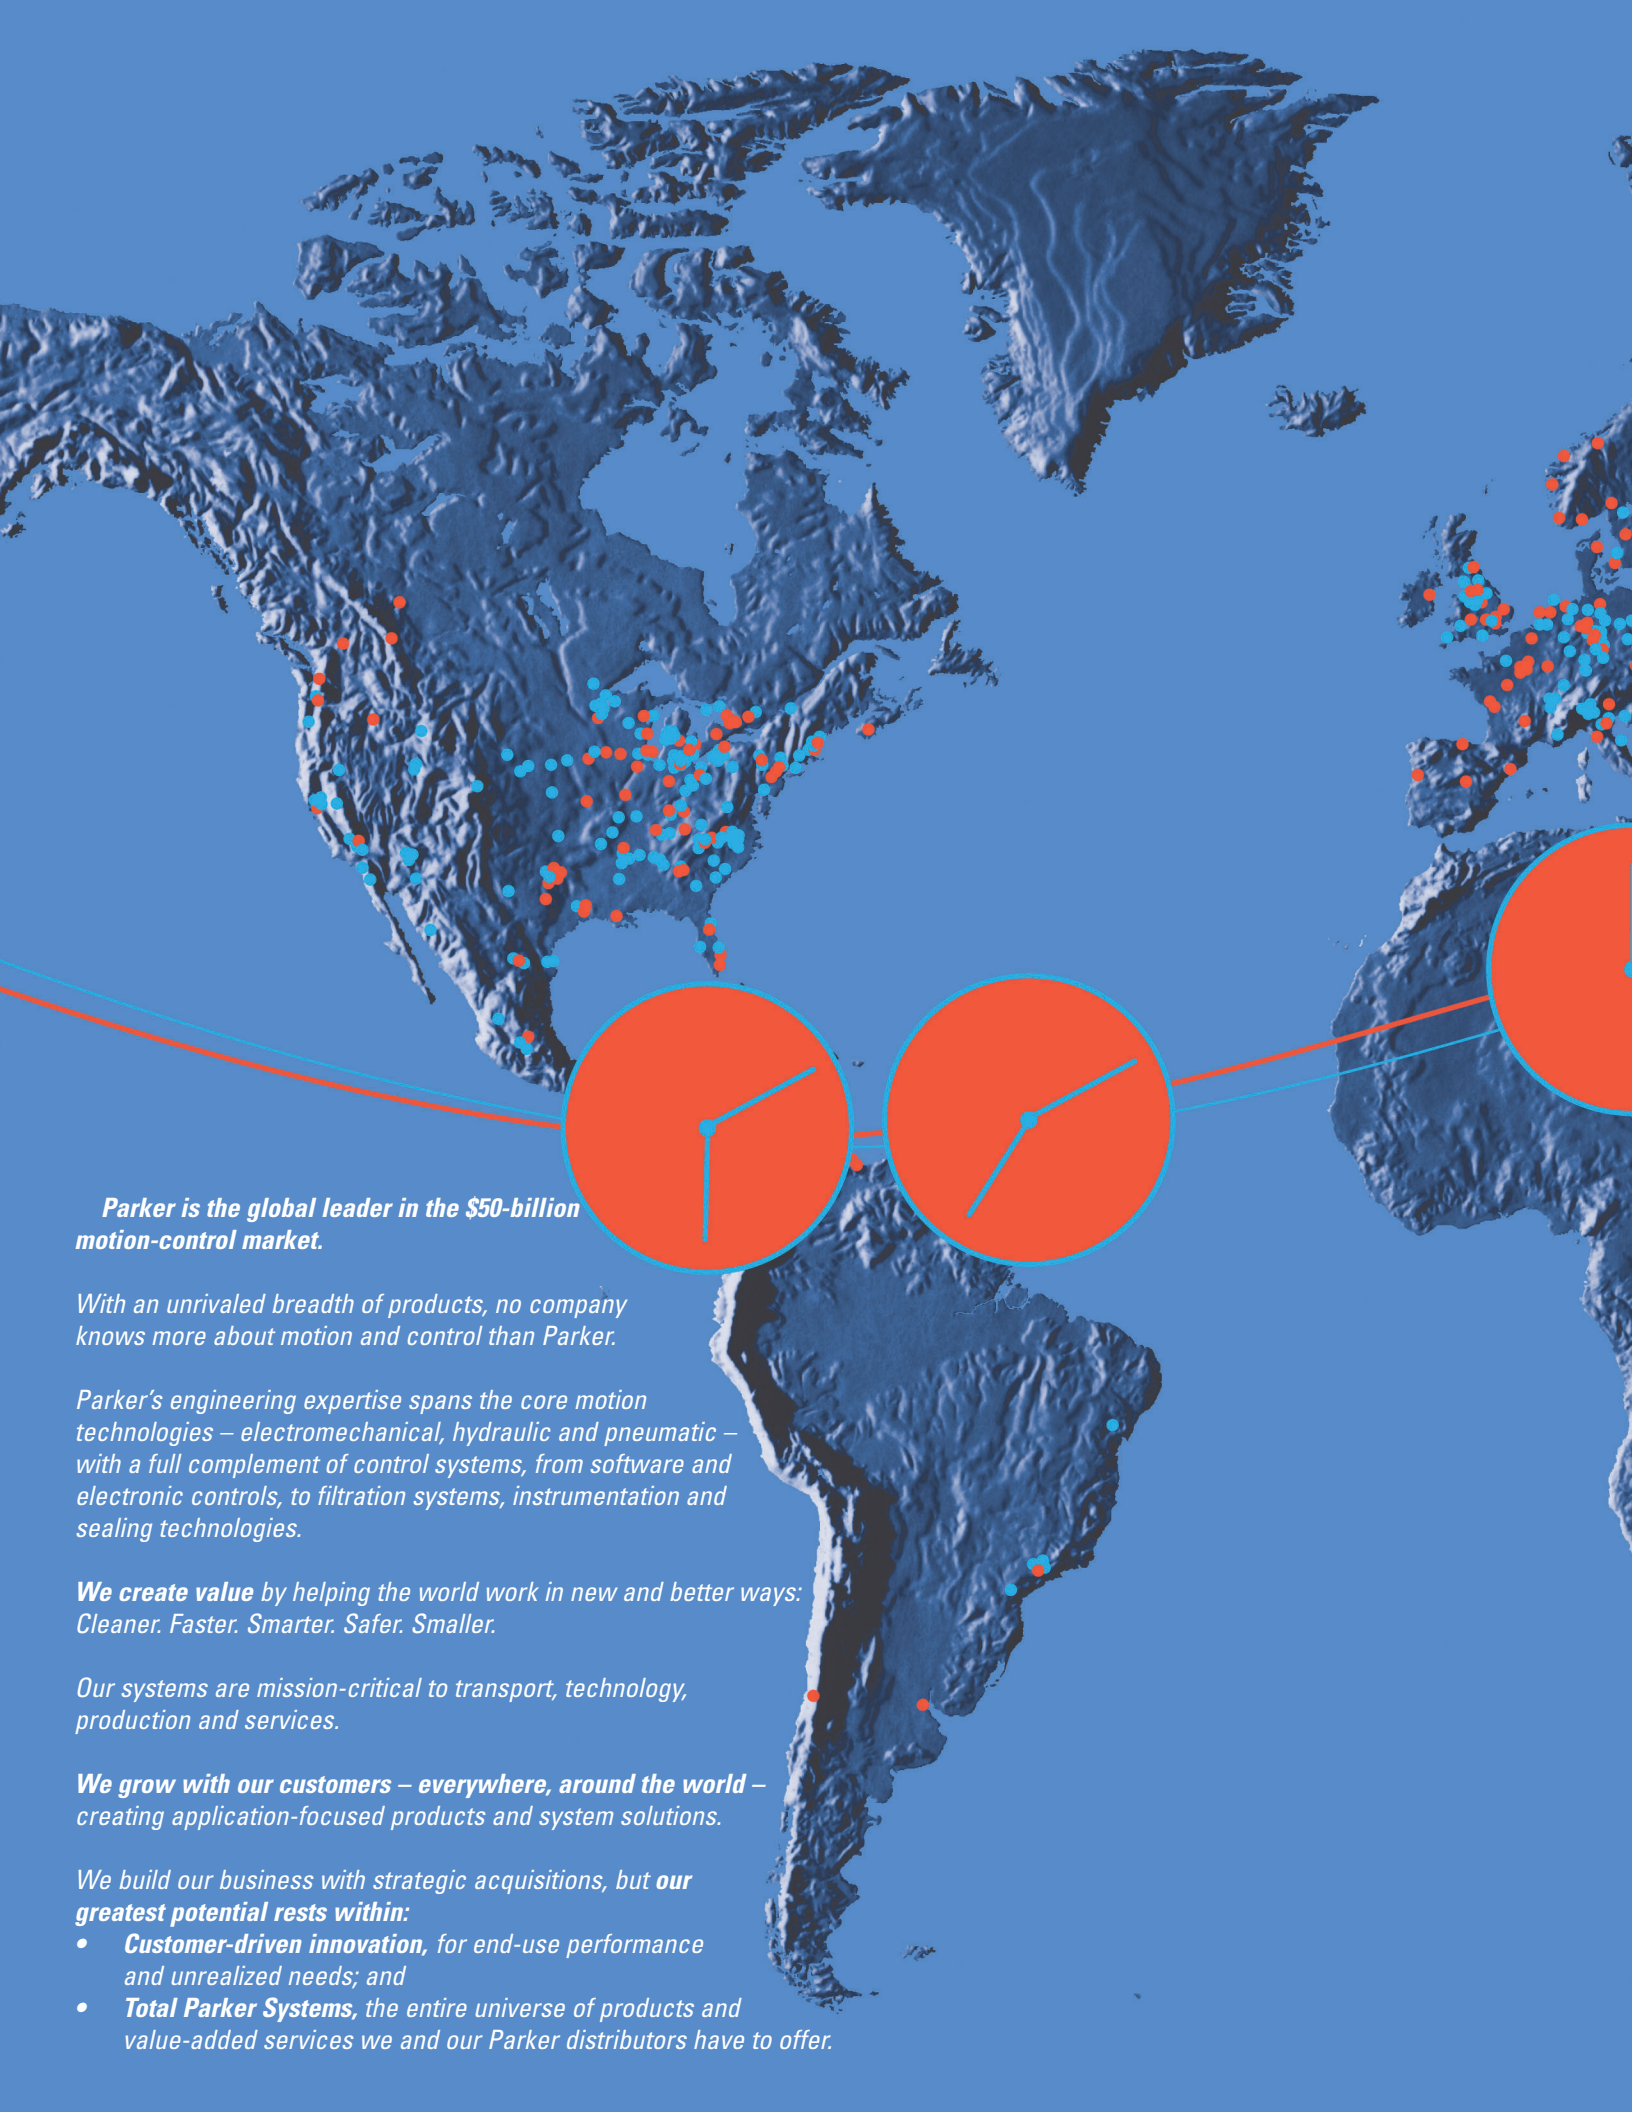 Parker is the global leader in the $50-billion
motion-control market.
With an unrivaled breadth of products, no company
knows more about motion and control than Parker.
Parker’s engineering expertise spans the core motion
technologies – electromechanical, hydraulic and pneumatic –
with a full complement of control systems, from software and
electronic controls, to filtration systems, instrumentation and
sealing technologies.
We create value by helping the world work in new and better ways:
Cleaner. Faster. Smarter. Safer. Smaller.
Our systems are mission-critical to transport, technology,
production and services.
We grow with our customers – everywhere, around the world –
creating application-focused products and system solutions.
We build our business with strategic acquisitions, but our
greatest potential rests within:
• Customer-driven innovation, for end-use performance
and unrealized needs; and
• Total Parker Systems, the entire universe of products and
value-added services we and our Parker distributors have to offer.